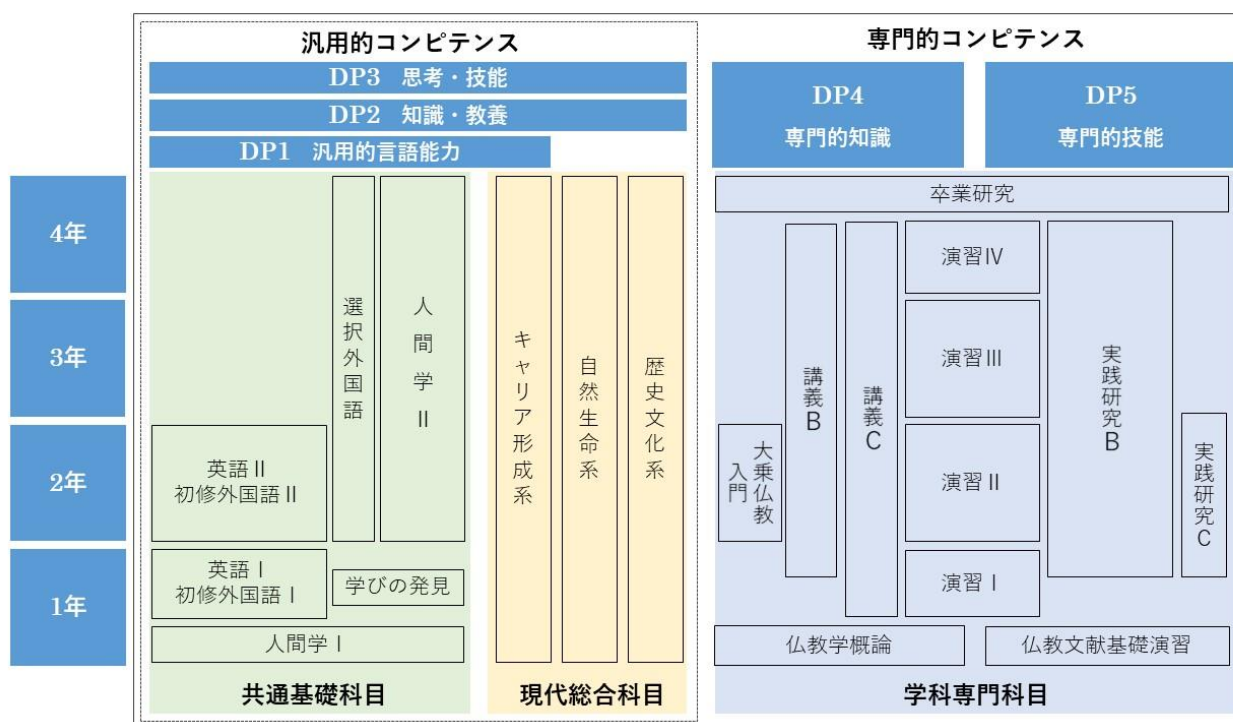 汎用的コンピテンス
専門的コンピテンス
DP3 思考・技能
DP2 知識・教養
DP1 汎用的言語能力
DP4
専門的知識
DP5
専門的技能
4年
3年
2年
1年
選択外国語
人間学Ⅱ
英語Ⅱ
初修外国語Ⅱ
英語Ⅰ
初修外国語Ⅰ
学びの発見
人間学Ⅰ
キャリア形成系
自然生命系
歴史文化系
卒業研究
大乗仏教
入門
講義B
講義C
演習Ⅳ
演習Ⅲ
演習Ⅱ
演習Ⅰ
実践研究B
実践研究C
仏教学概論
仏教文献基礎演習
共通基礎科目
現代総合科目
学科専門科目